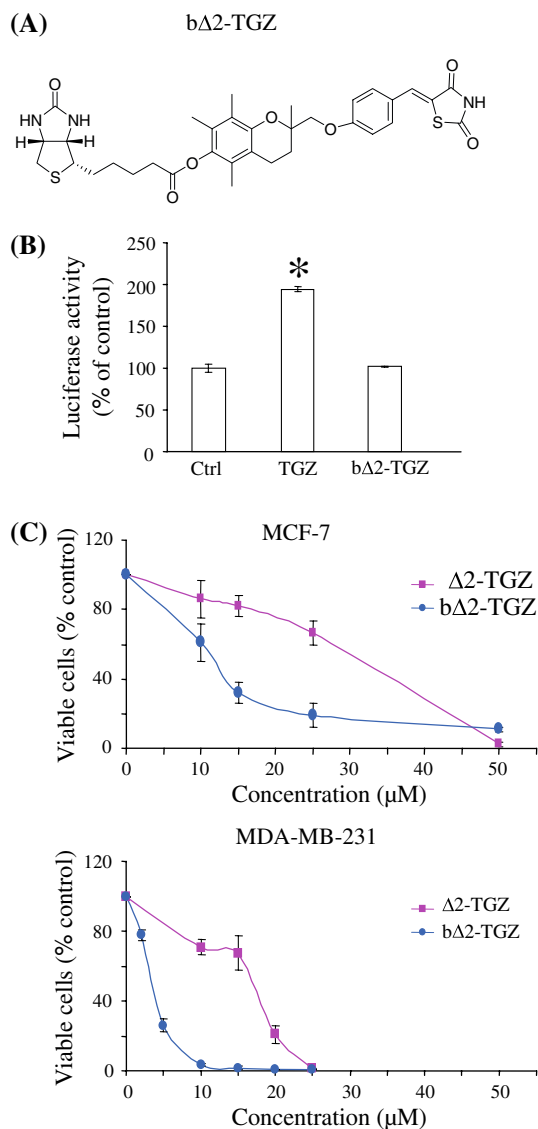 (A)
bΔ2-TGZ
O
HN NH
H H
S
O
O
O
O
O
NH
S
O
(B)
Luciferase activity
(% of control)
250
200
150
100
50
0
*
Ctrl TGZ bΔ2-TGZ
(C)
MCF-7
Viable cells (% control)
120
80
40
0
Δ2-TGZ
bΔ2-TGZ
0 10 20 30 40 50
Concentration (µM)
MDA-MB-231
Viable cells (% control)
120
80
40
0
Δ2-TGZ
bΔ2-TGZ
0 10 20 30 40 50
Concentration (µM)